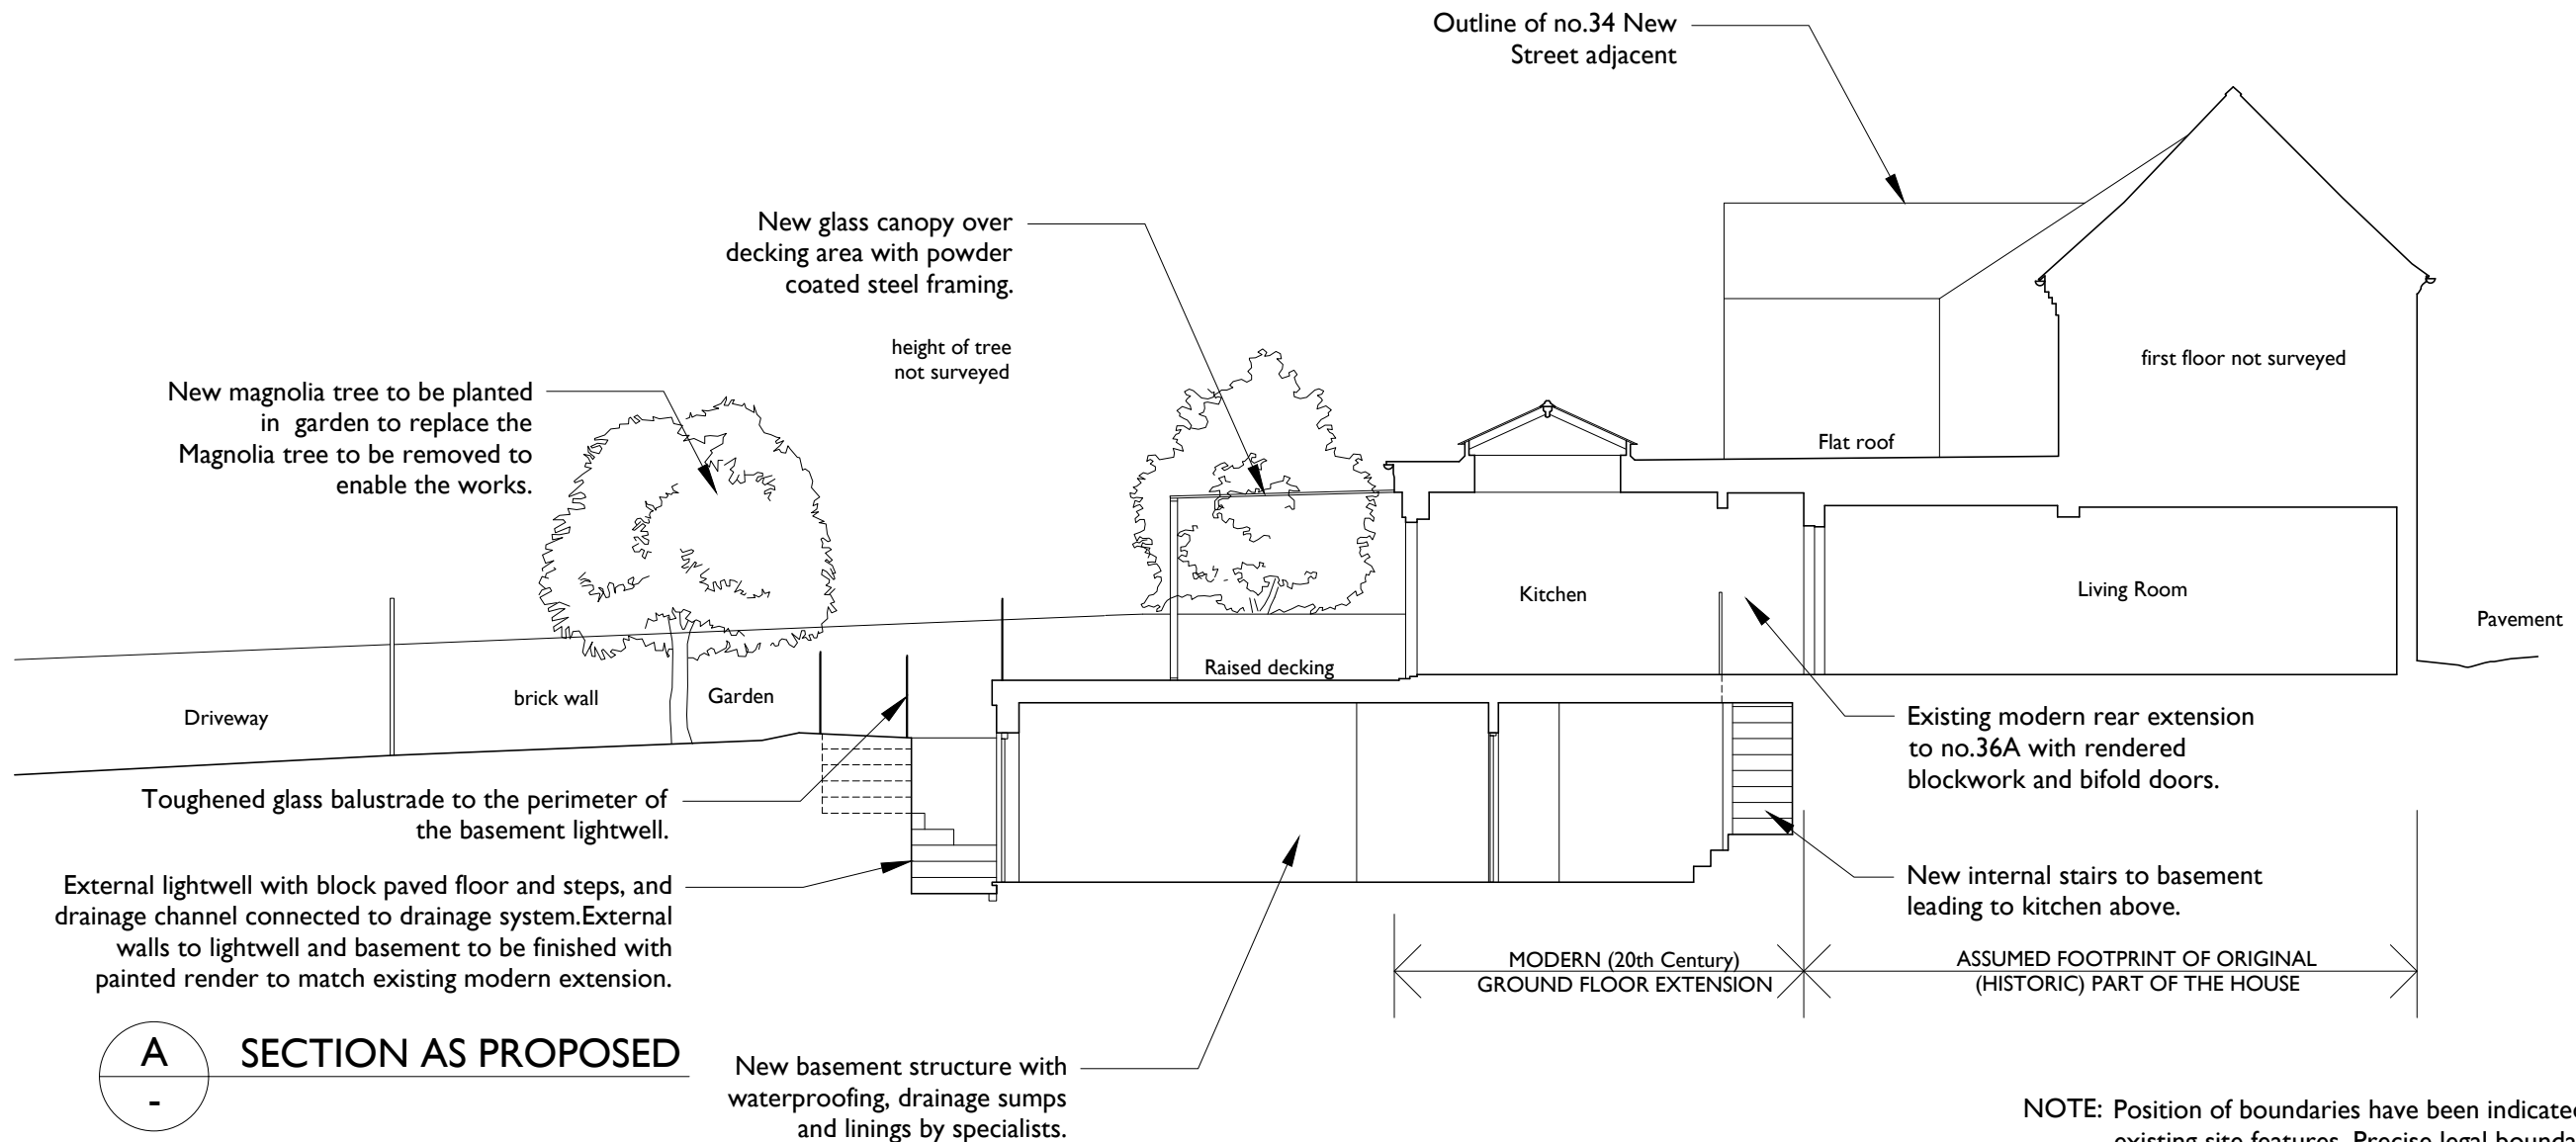 Outline of no.34 New
Street adjacent
New glass canopy over
decking area with powder
coated steel framing.
height of tree
not surveyed
first floor not surveyed
New magnolia tree to be planted
in garden to replace the
Magnolia tree to be removed to
enable the works.
Flat roof
Kitchen
Living Room
Pavement
Raised decking
brick wall
Garden
Driveway
Existing modern rear extension
to no.36A with rendered
blockwork and bifold doors.
Toughened glass balustrade to the perimeter of
the basement lightwell.
External lightwell with block paved floor and steps, and
drainage channel connected to drainage system.External
walls to lightwell and basement to be finished with
painted render to match existing modern extension.
New internal stairs to basement
leading to kitchen above.
MODERN (20th Century)
GROUND FLOOR EXTENSION
ASSUMED FOOTPRINT OF ORIGINAL
(HISTORIC) PART OF THE HOUSE
A
-
SECTION AS PROPOSED
New basement structure with
waterproofing, drainage sumps
and linings by specialists.
NOTE: Position of boundaries have been indicated
existing site features. Precise legal bounda